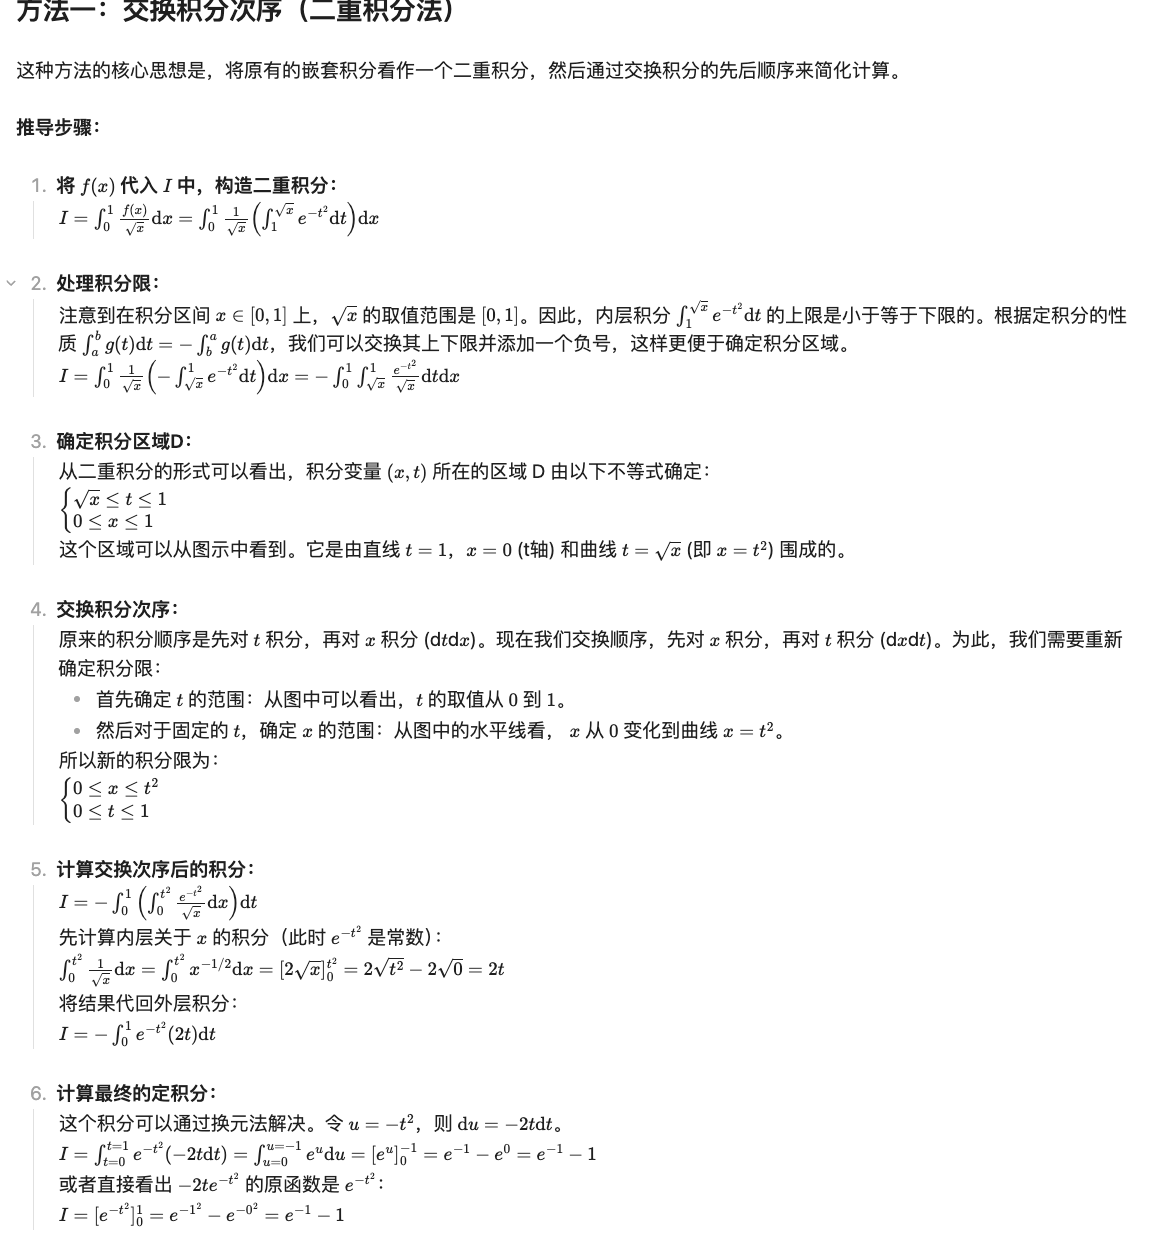 方法一：交换积分次序（二重积分法）
这种方法的核心思想是，将原有的嵌套积分看作一个二重积分，然后通过交换积分的先后顺序来简化计算。
推导步骤：
1. 将 $f(x)$ 代入 $I$ 中，构造二重积分：
$I = \int_0^1 \frac{f(x)}{\sqrt{x}} \mathrm{d}x = \int_0^1 \frac{1}{\sqrt{x}} \left( \int_1^{\sqrt{x}} e^{-t^2} \mathrm{d}t \right) \mathrm{d}x$
2. 处理积分限：
注意到在积分区间 $x \in [0, 1]$ 上，$\sqrt{x}$ 的取值范围是 $[0, 1]$。因此，内层积分 $\int_1^{\sqrt{x}} e^{-t^2} \mathrm{d}t$ 的上限是小于等于下限的。根据定积分的性
质 $\int_a^b g(t) \mathrm{d}t = -\int_b^a g(t) \mathrm{d}t$，我们可以交换其上下限并添加一个负号，这样更便于确定积分区域。
$I = \int_0^1 \frac{1}{\sqrt{x}} \left( -\int_{\sqrt{x}}^1 e^{-t^2} \mathrm{d}t \right) \mathrm{d}x = -\int_0^1 \int_{\sqrt{x}}^1 \frac{e^{-t^2}}{\sqrt{x}} \mathrm{d}t \mathrm{d}x$
3. 确定积分区域D：
从二重积分的形式可以看出，积分变量 $(x, t)$ 所在的区域 D 由以下不等式确定：
$\begin{cases} \sqrt{x} \le t \le 1 \\ 0 \le x \le 1 \end{cases}$
这个区域可以从图示中看到。它是由直线 $t = 1$，$x = 0$ (t轴) 和曲线 $t = \sqrt{x}$ (即 $x = t^2$) 围成的。
4. 交换积分次序：
原来的积分顺序是先对 $t$ 积分，再对 $x$ 积分 (d$t$d$x$)。现在我们交换顺序，先对 $x$ 积分，再对 $t$ 积分 (d$x$d$t$)。为此，我们需要重新
确定积分限：
• 首先确定 $t$ 的范围：从图中可以看出，$t$ 的取值从 $0$ 到 $1$。
• 然后对于固定的 $t$，确定 $x$ 的范围：从图中的水平线看， $x$ 从 $0$ 变化到曲线 $x = t^2$。
所以新的积分限为：
$\begin{cases} 0 \le x \le t^2 \\ 0 \le t \le 1 \end{cases}$
5. 计算交换次序后的积分：
$I = -\int_0^1 \left( \int_0^{t^2} \frac{e^{-t^2}}{\sqrt{x}} \mathrm{d}x \right) \mathrm{d}t$
先计算内层关于 $x$ 的积分（此时 $e^{-t^2}$ 是常数）：
$\int_0^{t^2} \frac{1}{\sqrt{x}} \mathrm{d}x = \int_0^{t^2} x^{-1/2} \mathrm{d}x = [2\sqrt{x}]_0^{t^2} = 2\sqrt{t^2} - 2\sqrt{0} = 2t$
将结果代回外层积分：
$I = -\int_0^1 e^{-t^2} (2t) \mathrm{d}t$
6. 计算最终的定积分：
这个积分可以通过换元法解决。令 $u = -t^2$，则 $\mathrm{d}u = -2t\mathrm{d}t$。
$I = \int_{t=0}^{t=1} e^{-t^2} (-2t\mathrm{d}t) = \int_{u=0}^{u=-1} e^u \mathrm{d}u = [e^u]_0^{-1} = e^{-1} - e^0 = e^{-1} - 1$
或者直接看出 $-2te^{-t^2}$ 的原函数是 $e^{-t^2}$：
$I = [e^{-t^2}]_0^1 = e^{-1^2} - e^{-0^2} = e^{-1} - 1$